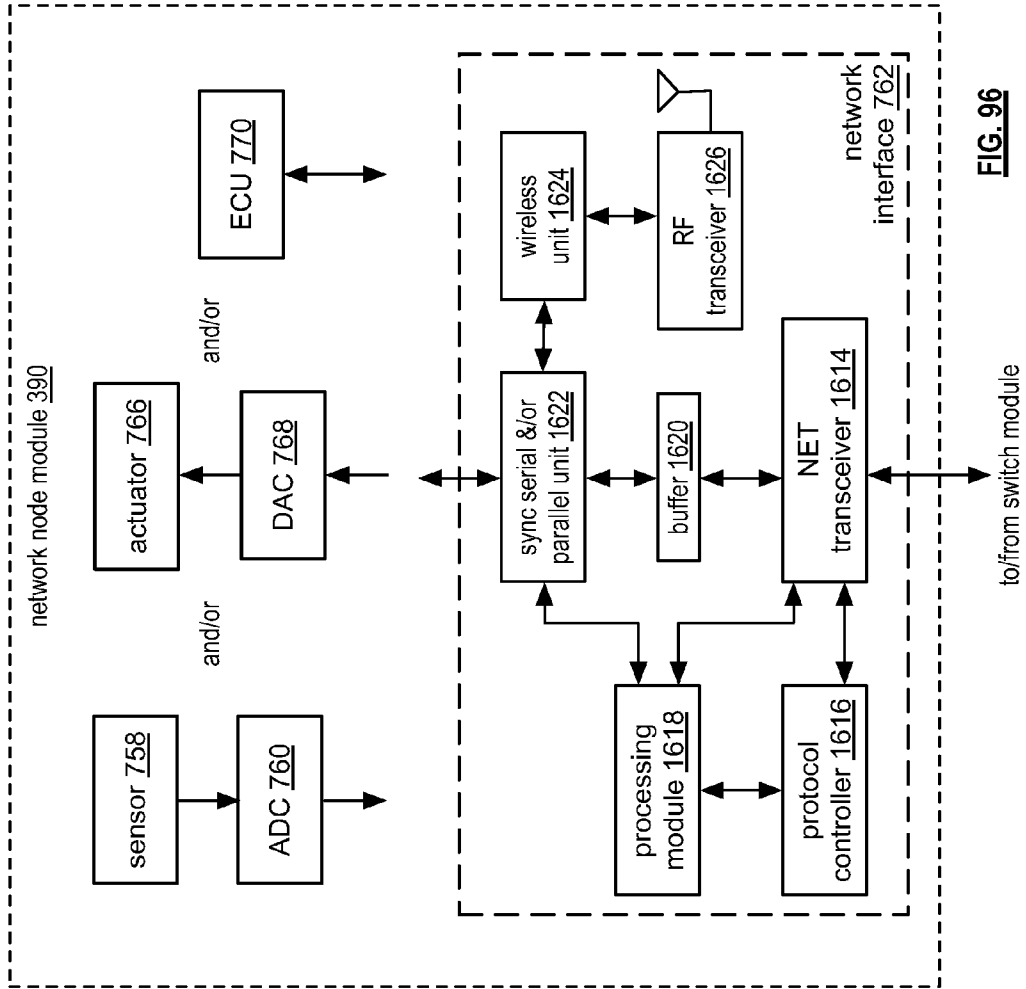 network node module 390
sensor 758
ADC 760
and/or
actuator 766
DAC 768
and/or
ECU 770
sync serial &/or
parallel unit 1622
wireless
unit 1624
buffer 1620
RF
transceiver 1626
processing
module 1618
protocol
controller 1616
NET
transceiver 1614
network
interface 762
to/from switch module
FIG. 96